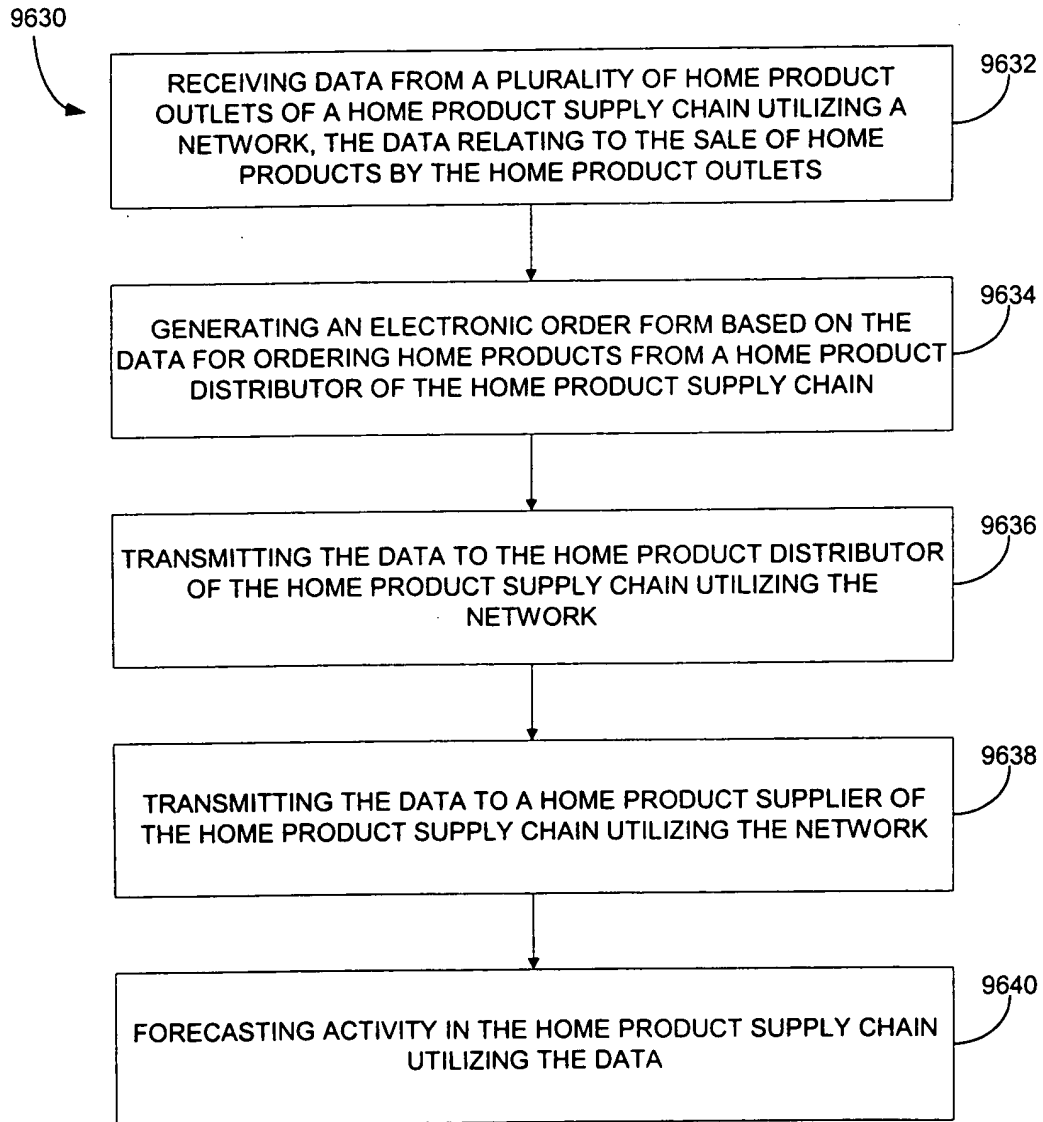 9630
RECEIVING DATA FROM A PLURALITY OF HOME PRODUCT
OUTLETS OF A HOME PRODUCT SUPPLY CHAIN UTILIZING A
NETWORK, THE DATA RELATING TO THE SALE OF HOME
PRODUCTS BY THE HOME PRODUCT OUTLETS
9632
GENERATING AN ELECTRONIC ORDER FORM BASED ON THE
DATA FOR ORDERING HOME PRODUCTS FROM A HOME PRODUCT
DISTRIBUTOR OF THE HOME PRODUCT SUPPLY CHAIN
9634
TRANSMITTING THE DATA TO THE HOME PRODUCT DISTRIBUTOR
OF THE HOME PRODUCT SUPPLY CHAIN UTILIZING THE
NETWORK
9636
TRANSMITTING THE DATA TO A HOME PRODUCT SUPPLIER OF
THE HOME PRODUCT SUPPLY CHAIN UTILIZING THE NETWORK
9638
FORECASTING ACTIVITY IN THE HOME PRODUCT SUPPLY CHAIN
UTILIZING THE DATA
9640